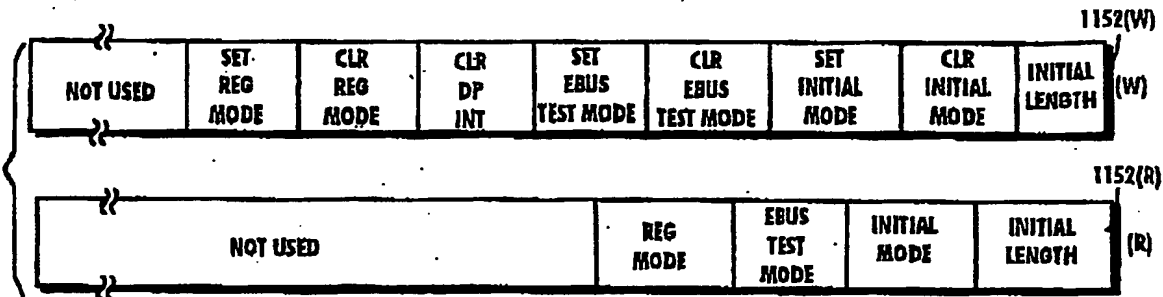 1152(W)
NOT USED
SET
REG
MODE
CLR
REG
MODE
CLR
DP
INT
SET
EBUS
TEST MODE
CLR
EBUS
TEST MODE
SET
INITIAL
MODE
CLR
INITIAL
MODE
INITIAL
LENGTH
(W)
1152(R)
NOT USED
REG
MODE
EBUS
TEST
MODE
INITIAL
MODE
INITIAL
LENGTH
(R)